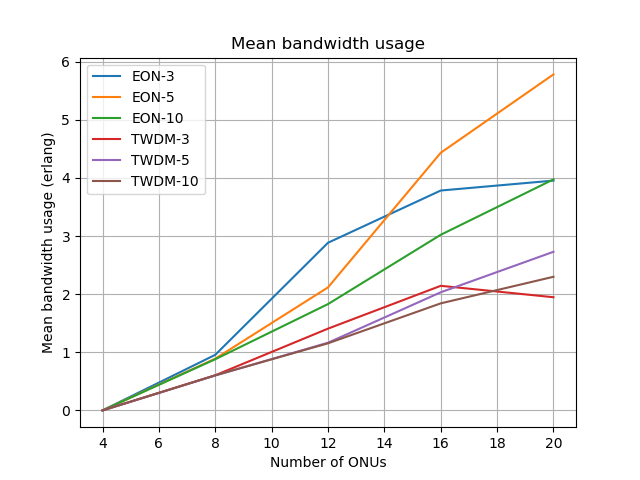 Mean bandwidth usage
EON-3
EON-5
EON-10
TWDM-3
TWDM-5
TWDM-10
Mean bandwidth usage (erlang)
6
5
4
3
2
1
0
4 6 8 10 12 14 16 18 20
Number of ONUs